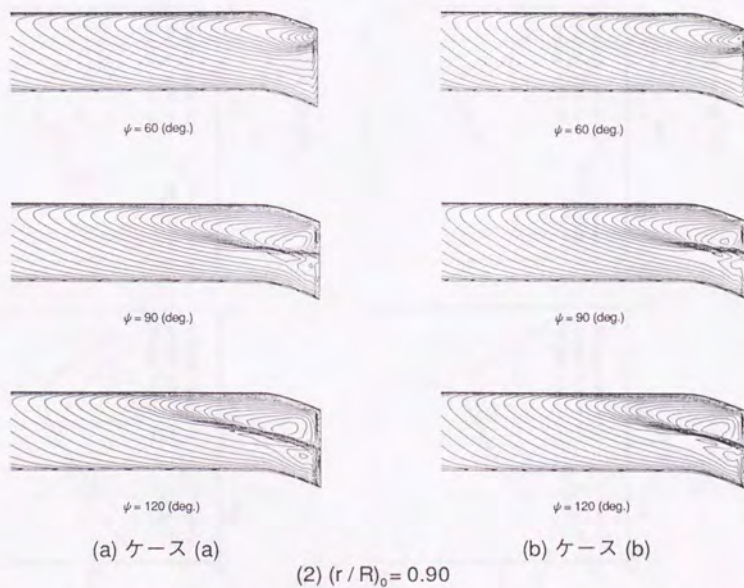 ψ = 60 (deg.)
ψ = 60 (deg.)
ψ = 90 (deg.)
ψ = 90 (deg.)
ψ = 120 (deg.)
ψ = 120 (deg.)
(a) ケース (a)
(b) ケース (b)
(2) (r / R)₀ = 0.90